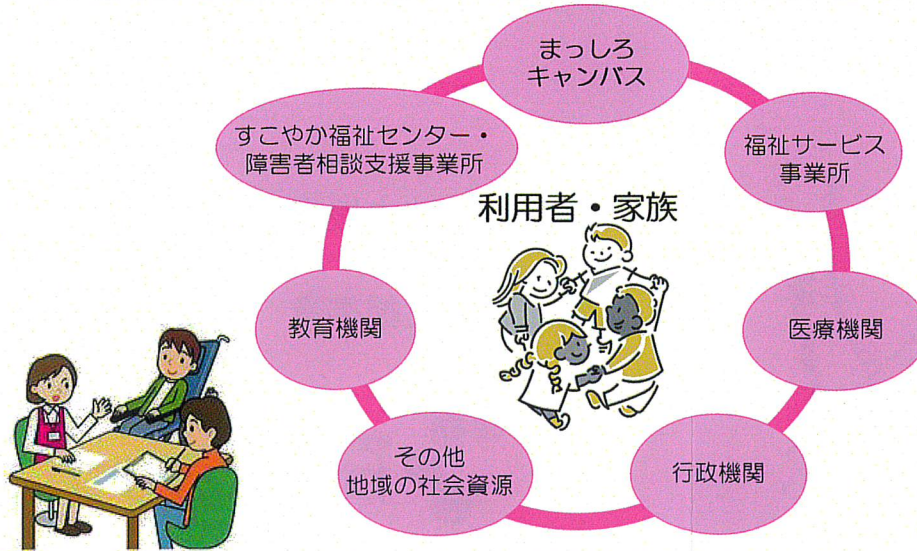 まっしろ
キャンバス
すこやか福祉センター・
障害者相談支援事業所
福祉サービス
事業所
利用者・家族
教育機関
医療機関
その他
地域の社会資源
行政機関